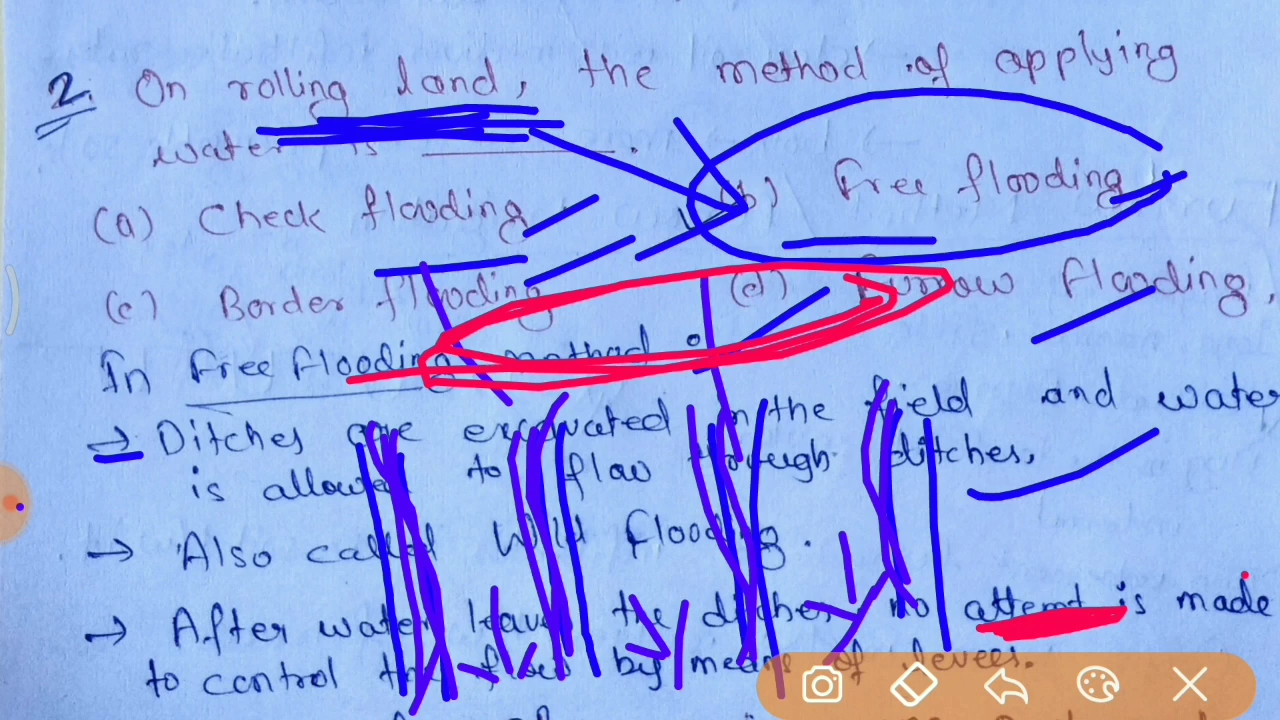 2. On rolling land, the method of applying
water is ________.
(a) Check flooding (b) Free flooding
(c) Border flooding (d) Furrow Flooding,
In Free flooding method :
→ Ditches are excavated in the field and water
is allowed to flow through ditches,
→ Also called Wild flooding.
→ After water leaves the ditches no attemt is made
to control the flow by means of levees.